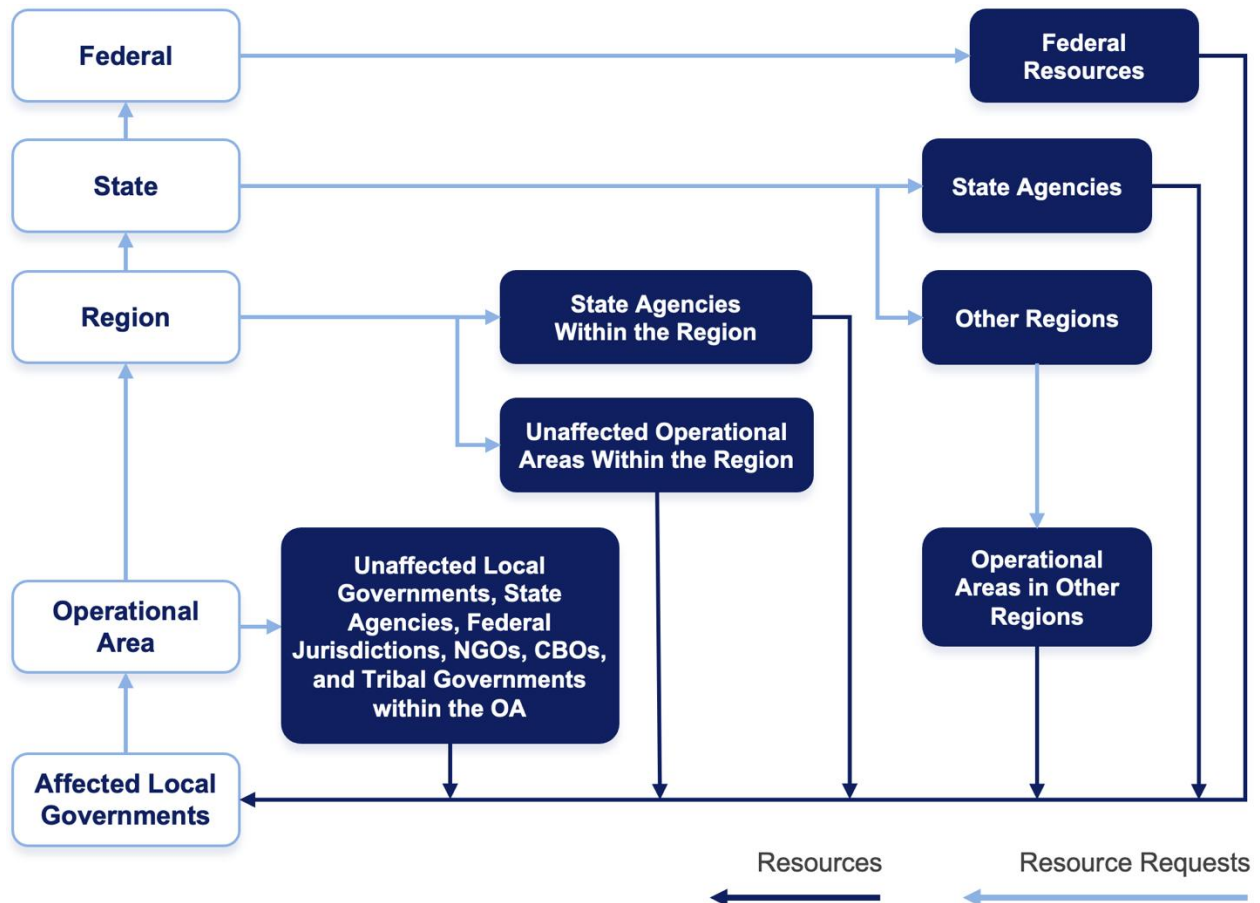 Federal
Federal
Resources
State
State Agencies
Region
State Agencies
Within the Region
Other Regions
Unaffected Operational
Areas Within the Region
Operational
Area
Unaffected Local
Governments, State
Agencies, Federal
Jurisdictions, NGOs, CBOs,
and Tribal Governments
within the OA
Operational
Areas in Other
Regions
Affected Local
Governments
Resources
Resource Requests